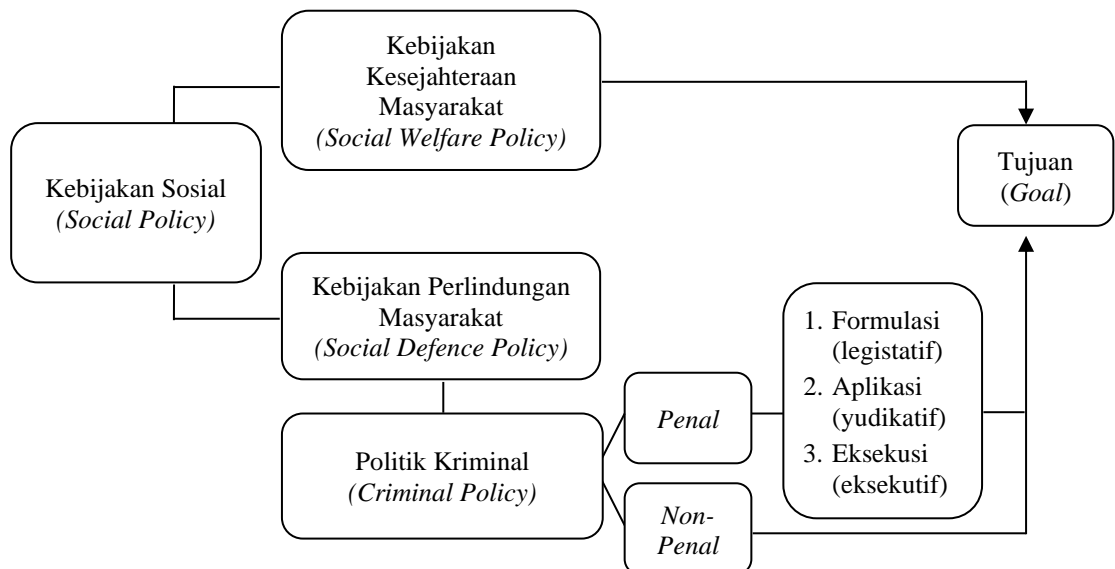 Kebijakan
Kesejahteraan
Masyarakat
(Social Welfare Policy)
Kebijakan Sosial
(Social Policy)
Tujuan
(Goal)
Kebijakan Perlindungan
Masyarakat
(Social Defence Policy)
Politik Kriminal
(Criminal Policy)
Penal
Non-
Penal
1. Formulasi
(legistatif)
2. Aplikasi
(yudikatif)
3. Eksekusi
(eksekutif)